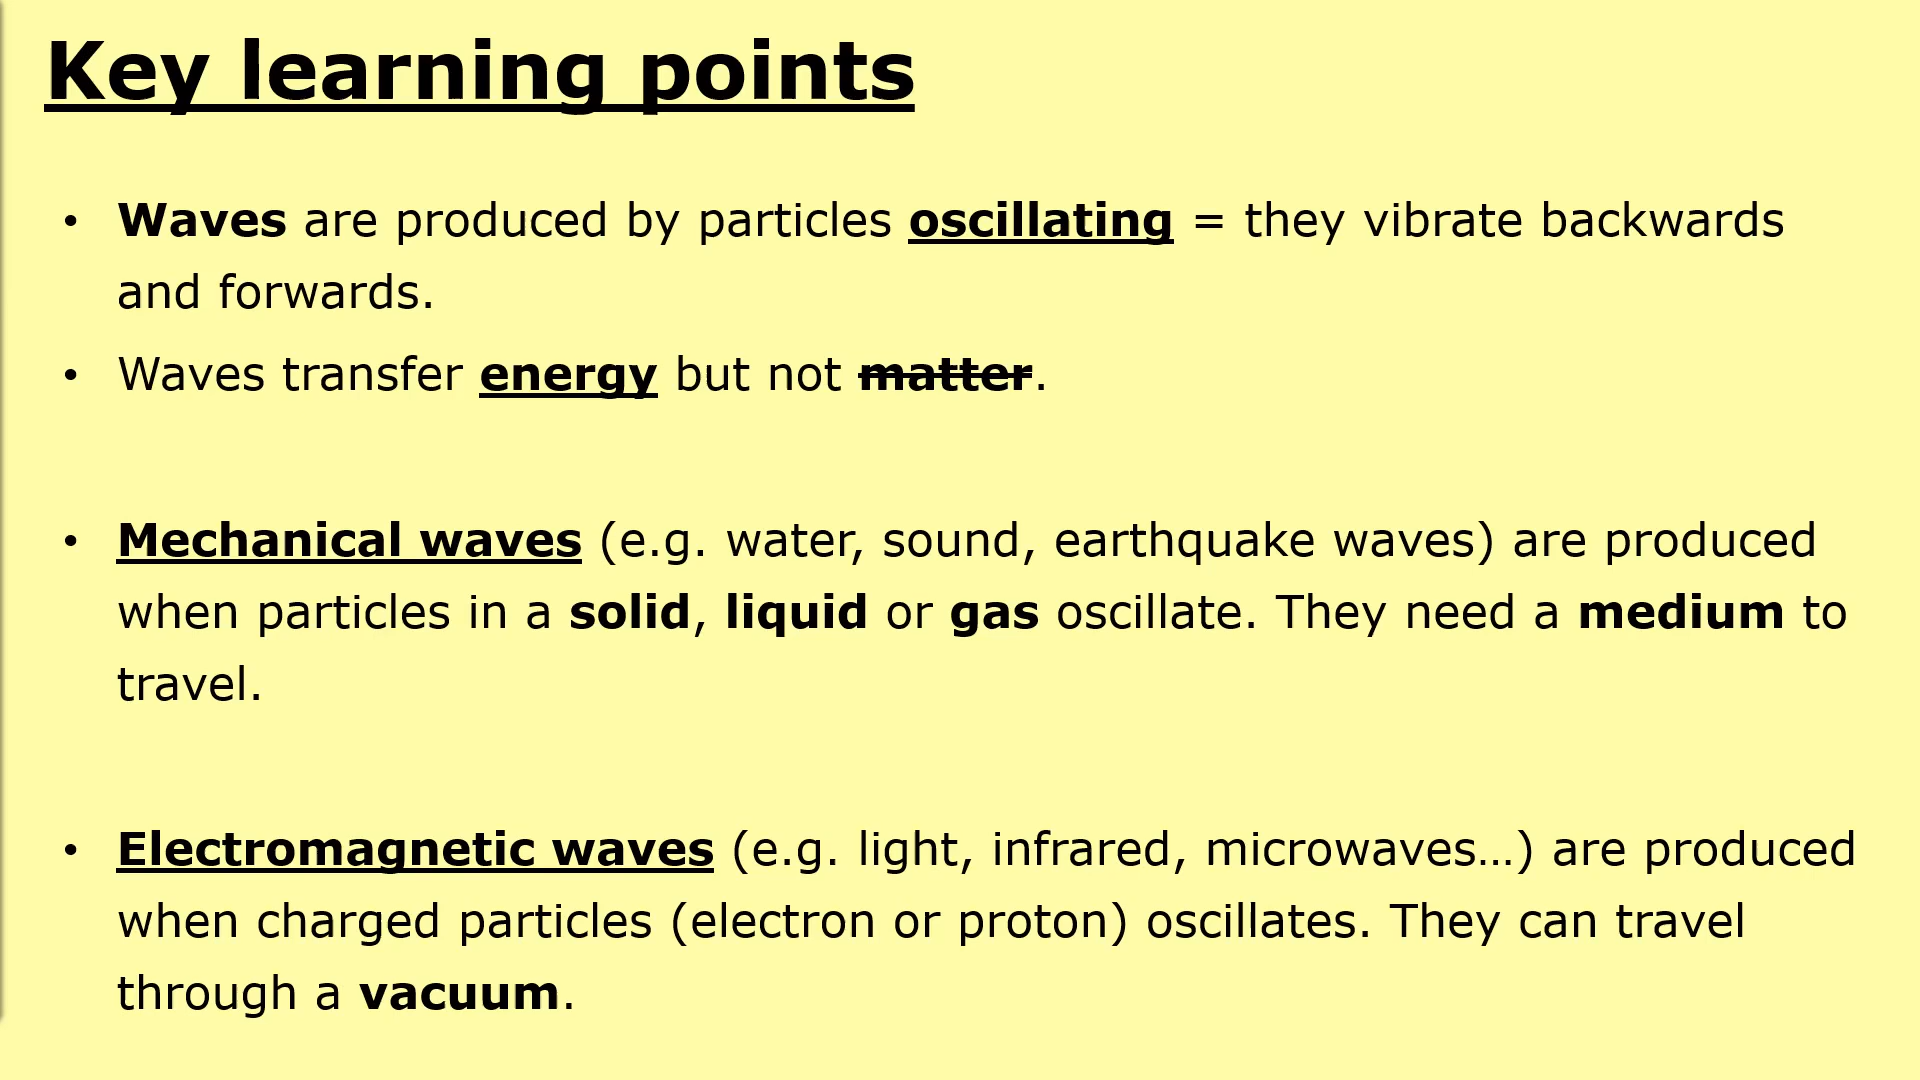 Key learning points
• Waves are produced by particles oscillating = they vibrate backwards
and forwards.
• Waves transfer energy but not matter.
• Mechanical waves (e.g. water, sound, earthquake waves) are produced
when particles in a solid, liquid or gas oscillate. They need a medium to
travel.
• Electromagnetic waves (e.g. light, infrared, microwaves…) are produced
when charged particles (electron or proton) oscillates. They can travel
through a vacuum.